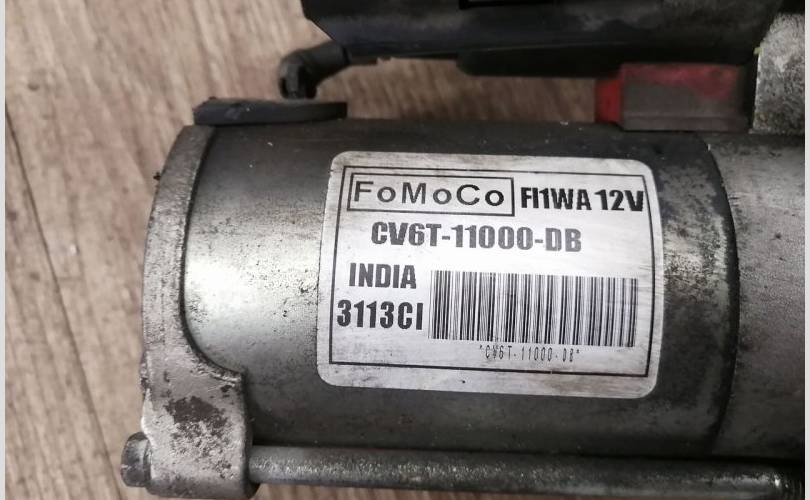 FoMoCo FI1WA 12V
CV6T-11000-DB
INDIA
3113CI
*CV6T-11000-DB*